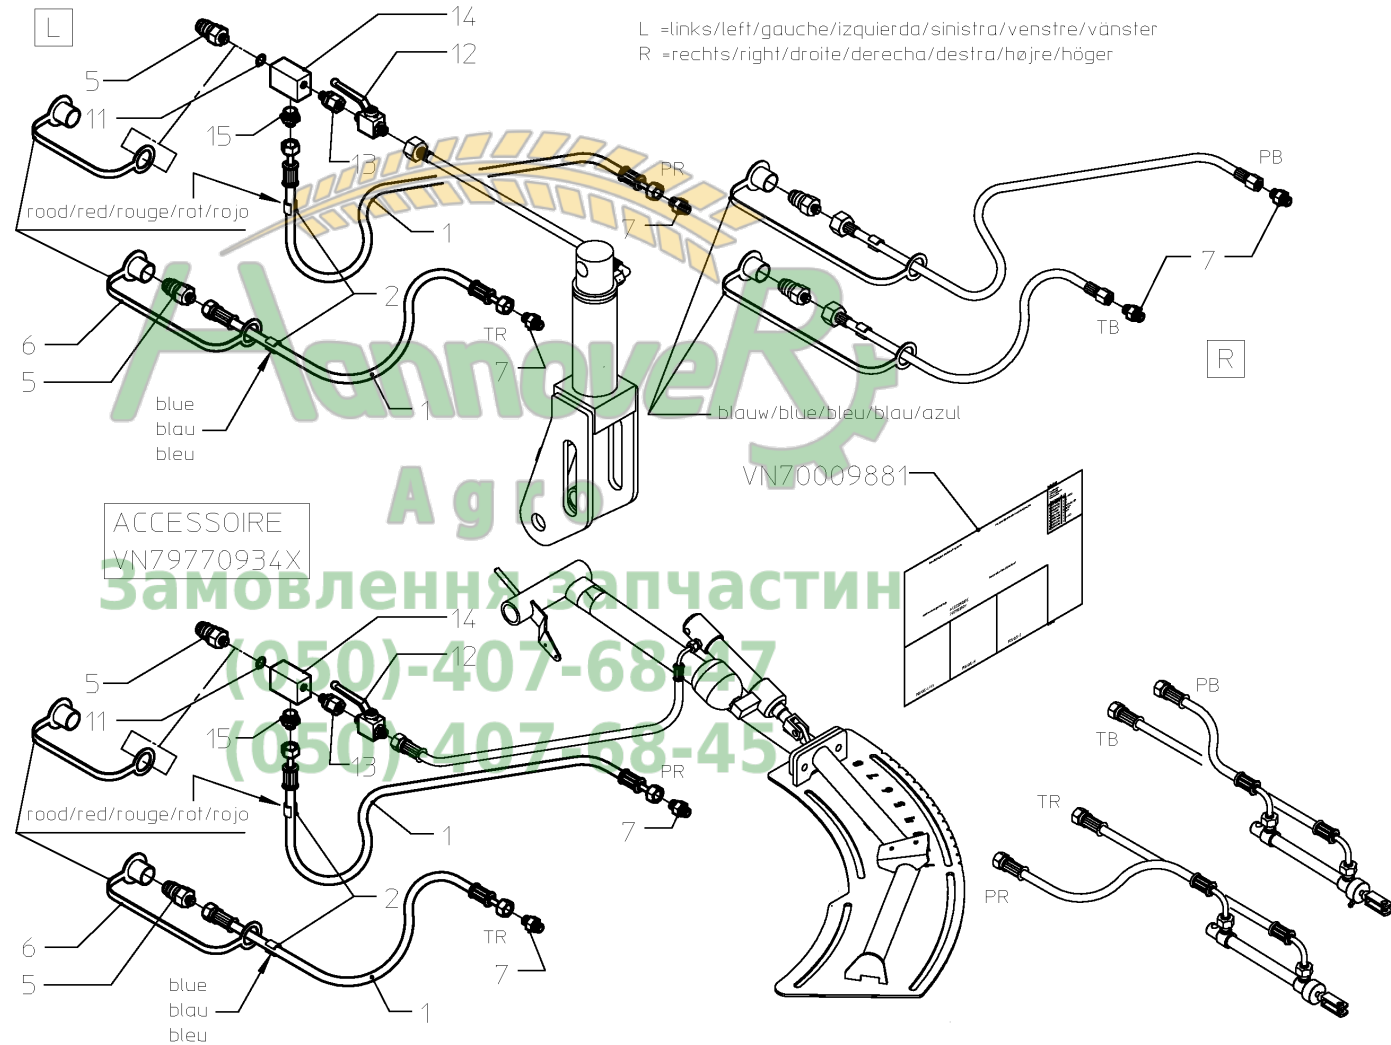 L
14
L =links/left/gauche/izquierda/sinistra/venstre/vänster
R =rechts/right/droite/derecha/destra/højre/höger
5
12
11
15
13
PR
PB
rood/red/rouge/rat/rojo
1
7
7
2
6
TR
TB
5
7
R
blue
blau
bleu
1
blauw/blue/bleu/blau/azul
HannoveR
Agro
VN70009881
ACCESSOIRE
VN79770934X
Замовлення запчастин
(050)-407-68-47
(050)-407-68-45
14
5
12
11
15
13
PR
PB
TB
rood/red/rouge/rat/rojo
1
7
TR
PR
2
6
TR
5
7
blue
blau
bleu
1